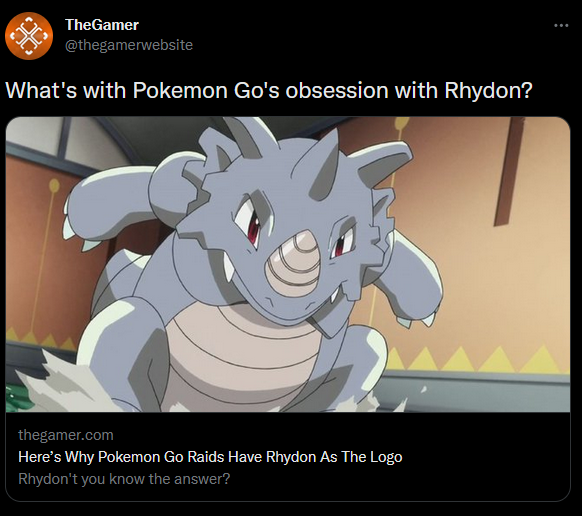 TheGamer
@thegamerwebsite
What's with Pokemon Go's obsession with Rhydon?
thegamer.com
Here’s Why Pokemon Go Raids Have Rhydon As The Logo
Rhydon't you know the answer?